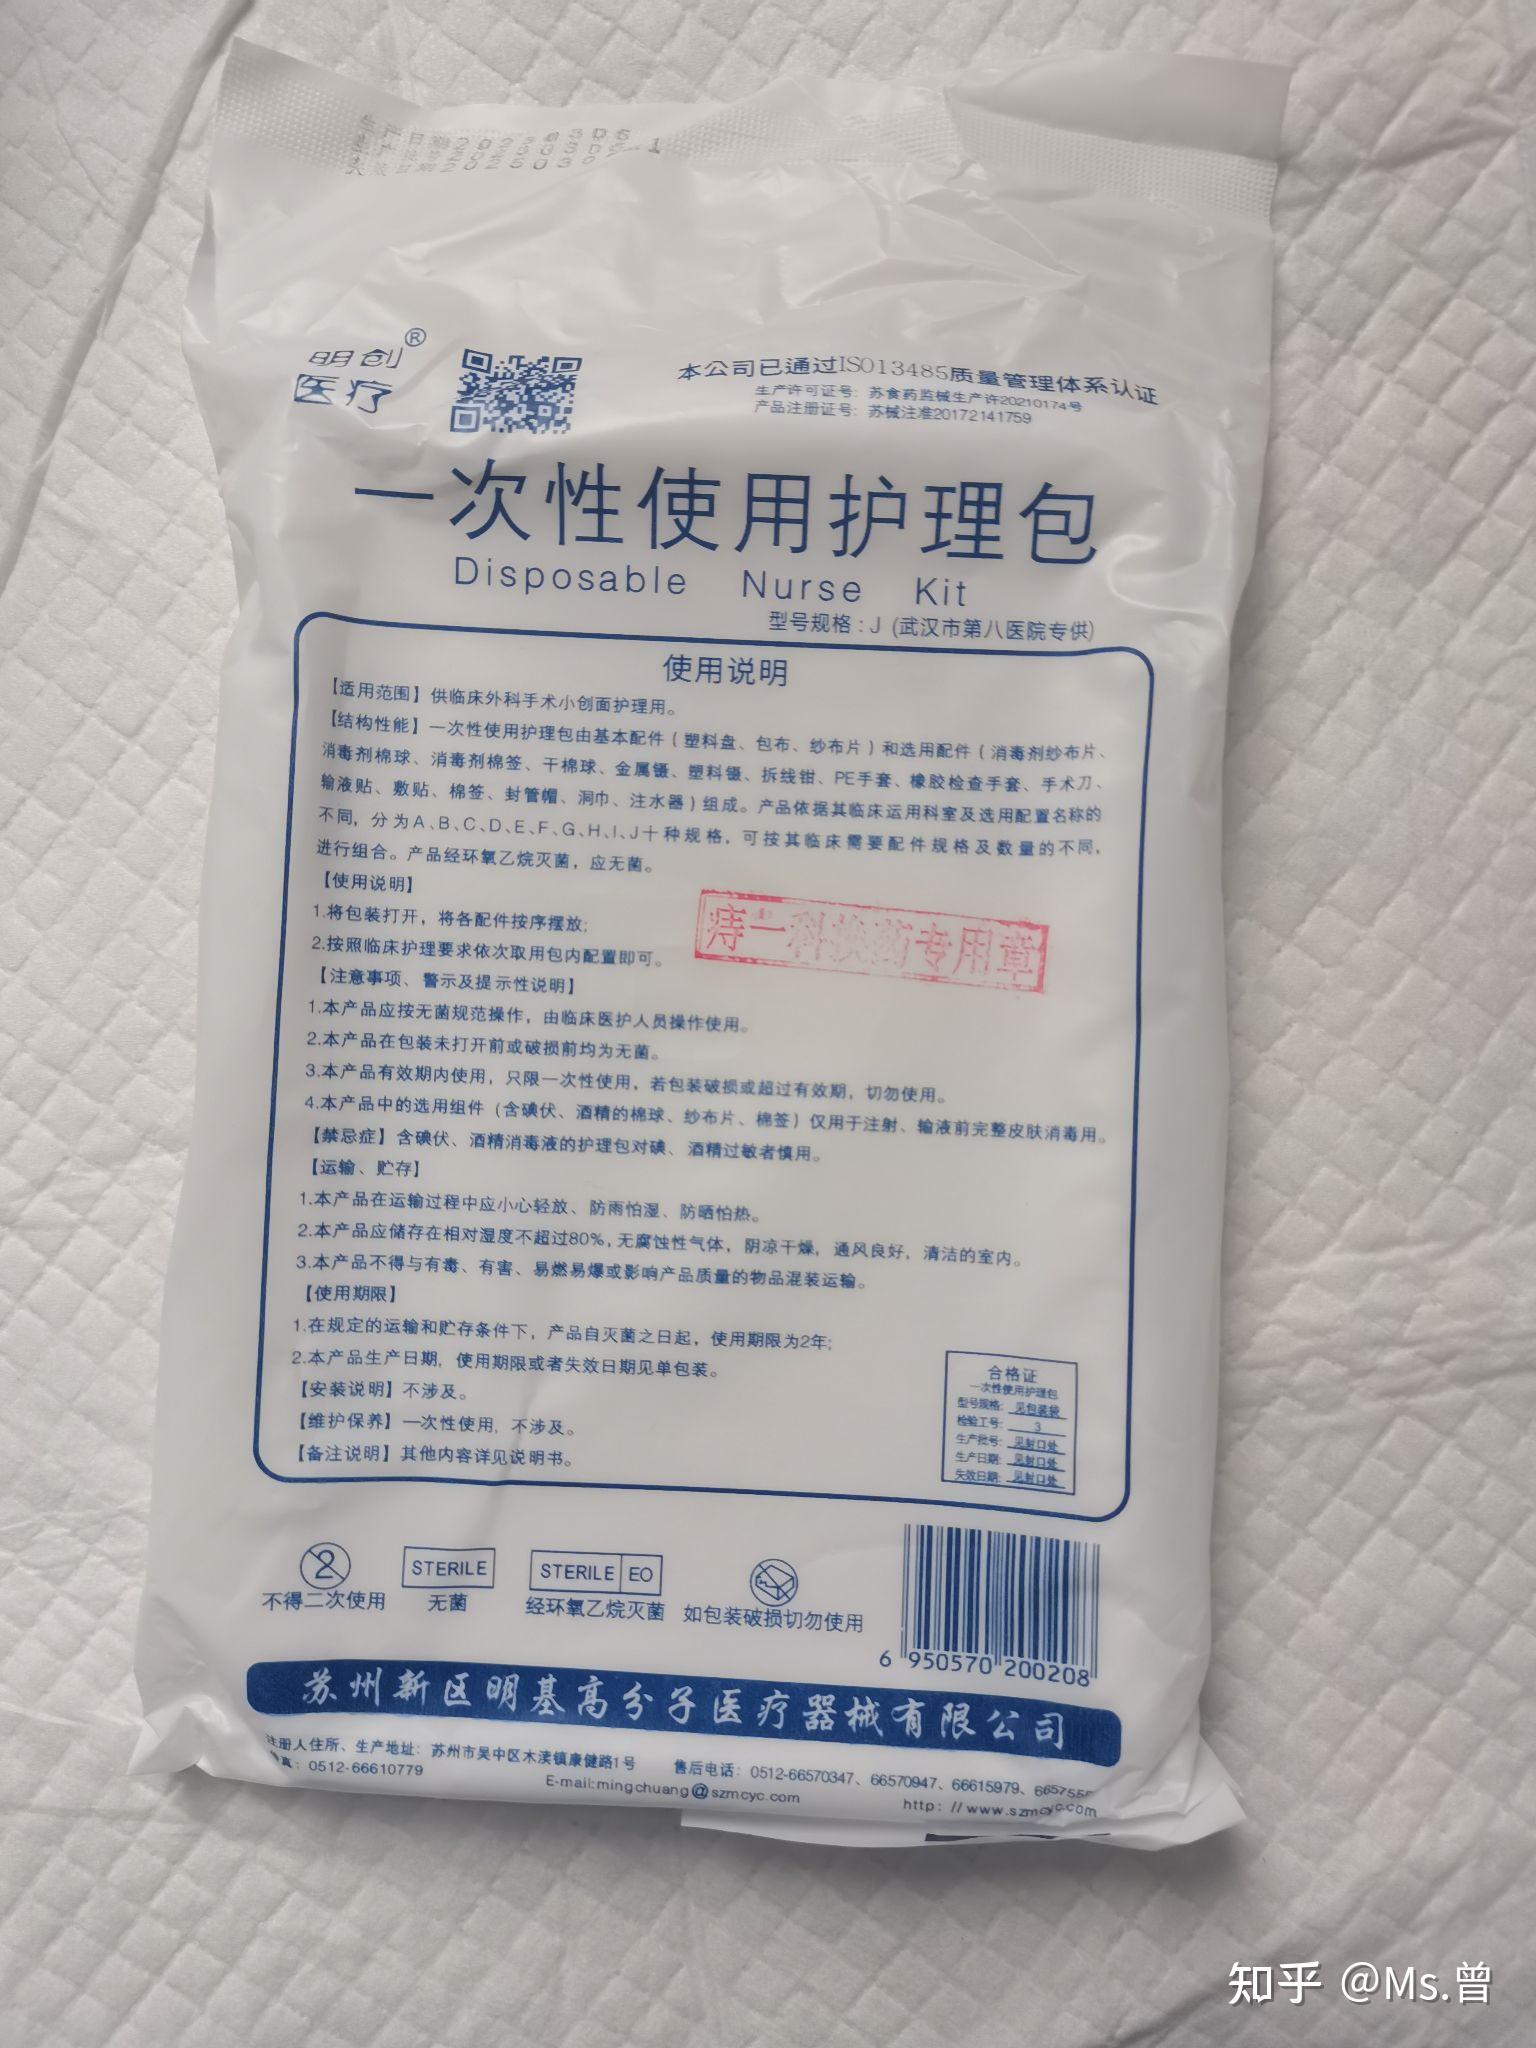 明创®
医疗
本公司已通过ISO13485质量管理体系认证
生产许可证号：苏食药监械生产许20210174号
产品注册证号：苏械注准20172141759
一次性使用护理包
Disposable Nurse Kit
型号规格：J (武汉市第八医院专供)
使用说明
【适用范围】供临床外科手术小创面护理用。
【结构性能】一次性使用护理包由基本配件（塑料盘、包布、纱布片）和选用配件（消毒剂纱布片、
消毒剂棉球、消毒剂棉签、干棉球、金属镊、塑料镊、拆线钳、PE手套、橡胶检查手套、手术刀、
输液贴、敷贴、棉签、封管帽、洞巾、注水器）组成。产品依据其临床运用科室及选用配置名称的
不同，分为A、B、C、D、E、F、G、H、I、J十种规格，可按其临床需要配件规格及数量的不同，
进行组合。产品经环氧乙烷灭菌，应无菌。
【使用说明】
1.将包装打开，将各配件按序摆放；
2.按照临床护理要求依次取用包内配置即可。
痔一科换药专用章
【注意事项、警示及提示性说明】
1.本产品应按无菌规范操作，由临床医护人员操作使用。
2.本产品在包装未打开前或破损前均为无菌。
3.本产品有效期内使用，只限一次性使用，若包装破损或超过有效期，切勿使用。
4.本产品中的选用组件（含碘伏、酒精的棉球、纱布片、棉签）仅用于注射、输液前完整皮肤消毒用。
【禁忌症】含碘伏、酒精消毒液的护理包对碘、酒精过敏者慎用。
【运输、贮存】
1.本产品在运输过程中应小心轻放、防雨怕湿、防晒怕热。
2.本产品应储存在相对湿度不超过80%，无腐蚀性气体，阴凉干燥，通风良好，清洁的室内。
3.本产品不得与有毒、有害、易燃易爆或影响产品质量的物品混装运输。
【使用期限】
1.在规定的运输和贮存条件下，产品自灭菌之日起，使用期限为2年；
2.本产品生产日期，使用期限或者失效日期见单包装。
【安装说明】不涉及。
【维护保养】一次性使用，不涉及。
【备注说明】其他内容详见说明书。
合格证
一次性使用护理包
型号规格：见包装袋
检验工号：3
生产批号：见封口处
生产日期：见封口处
失效日期：见封口处
2
不得二次使用
STERILE
无菌
STERILE EO
经环氧乙烷灭菌
如包装破损切勿使用
6 950570 200208
苏州新区明基高分子医疗器械有限公司
注册人住所、生产地址：苏州市吴中区木渎镇康健路1号 售后电话：0512-66570347、66570947、66615979、
传真：0512-66610779 E-mail:mingchuang@szmcyc.com http：//www.szmcyc.com
知乎 @Ms.曾